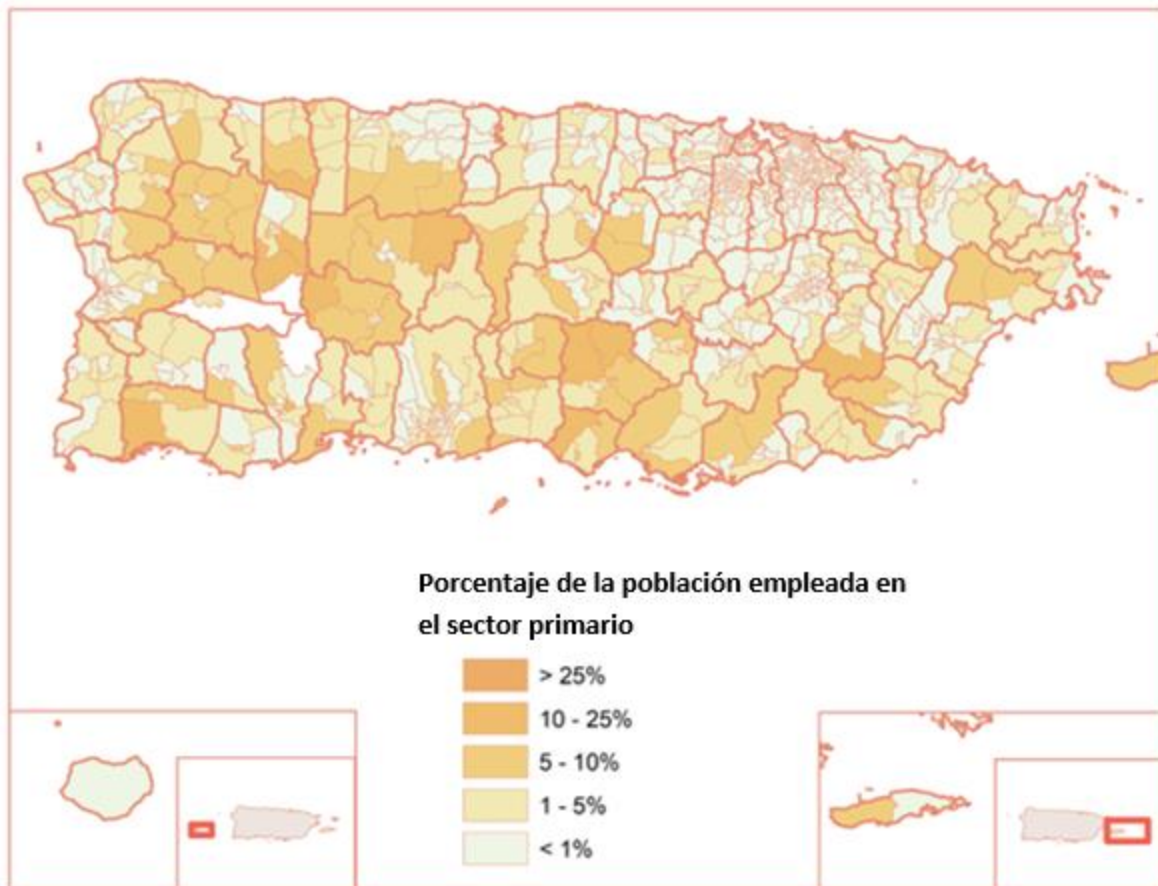 Porcentaje de la población empleada en
el sector primario
> 25%
10 - 25%
5 - 10%
1 - 5%
< 1%